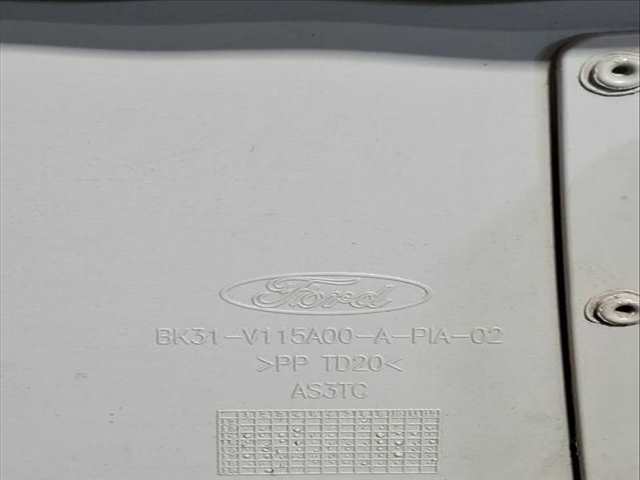 Ford
BK31-V115A00-A-PIA-02
>PP TD20<
AS3TC